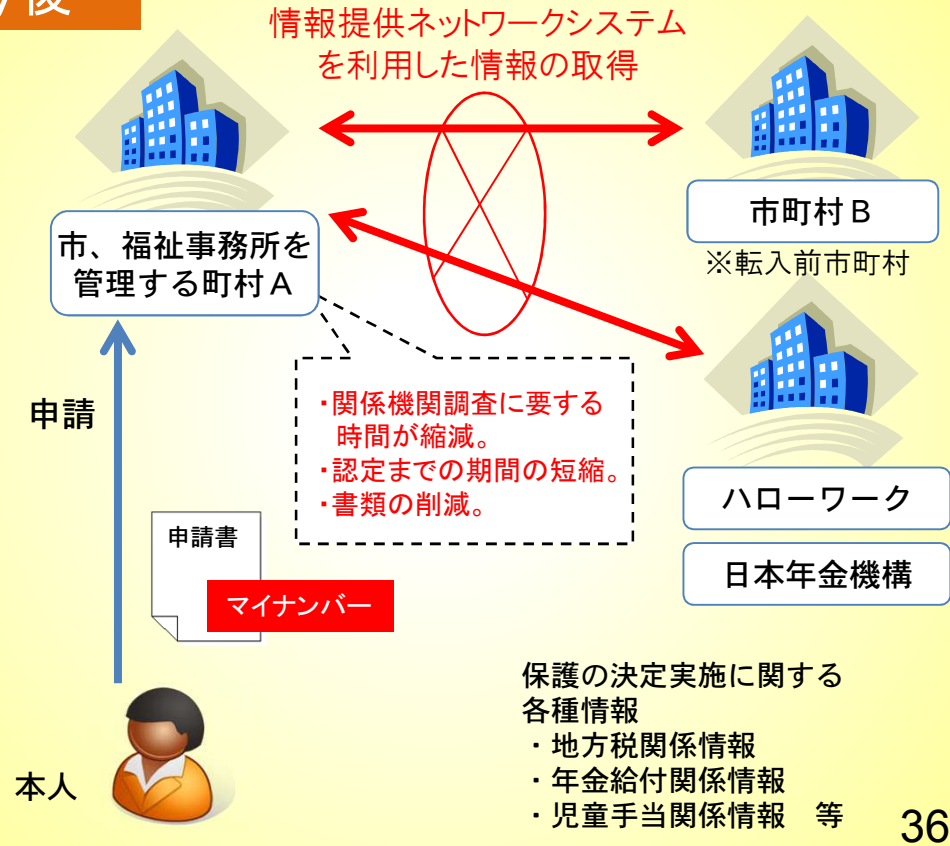 後
情報提供ネットワークシステム
を利用した情報の取得
市、福祉事務所を
管理する町村A
市町村B
※転入前市町村
・関係機関調査に要する
時間が縮減。
・認定までの期間の短縮。
・書類の削減。
申請
ハローワーク
日本年金機構
申請書
マイナンバー
本人
保護の決定実施に関する
各種情報
・地方税関係情報
・年金給付関係情報
・児童手当関係情報 等
36